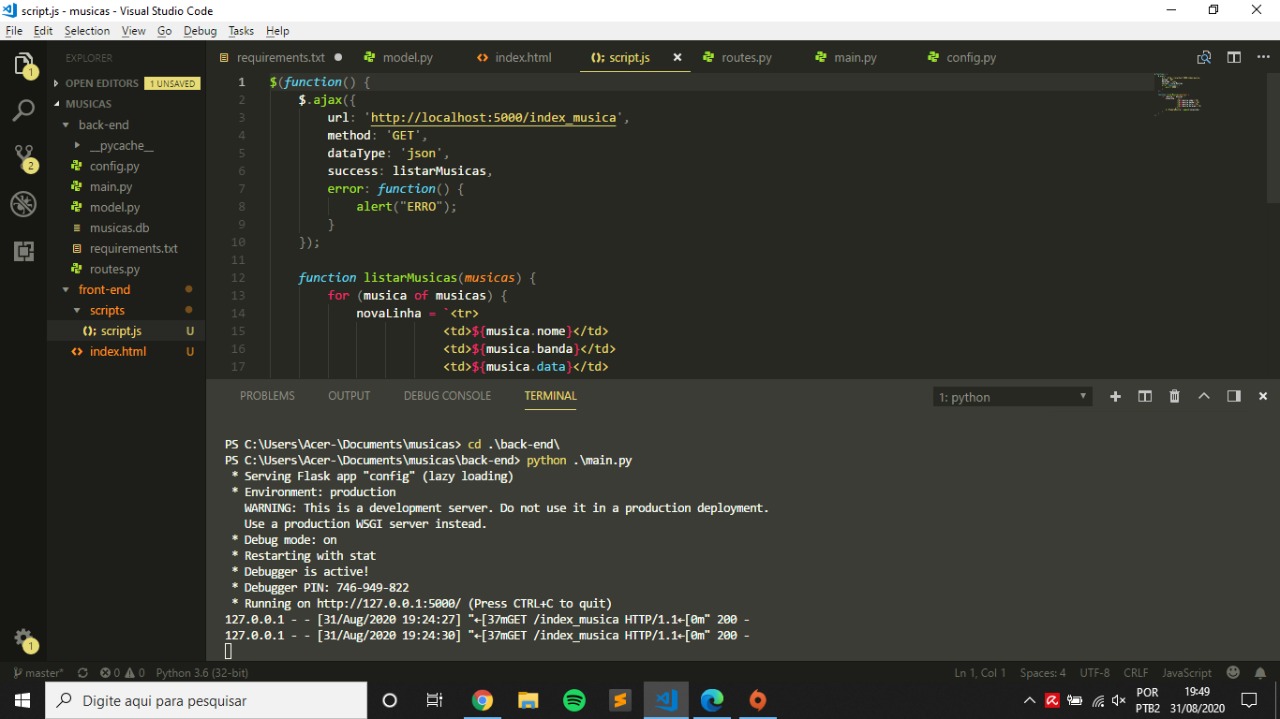 script.js - musicas - Visual Studio Code
File Edit Selection View Go Debug Tasks Help
EXPLORER
OPEN EDITORS 1 UNSAVED
MUSICAS
back-end
__pycache__
config.py
main.py
model.py
musicas.db
requirements.txt
routes.py
front-end
scripts
(); script.js U
<> index.html U
1
2
1
requirements.txt model.py <> index.html (); script.js × routes.py main.py config.py
1 $(function() {
2 $.ajax({
3 url: 'http://localhost:5000/index_musica',
4 method: 'GET',
5 dataType: 'json',
6 success: listarMusicas,
7 error: function() {
8 alert("ERRO");
9 }
10 });
11
12 function listarMusicas(musicas) {
13 for (musica of musicas) {
14 novaLinha = `<tr>
15 <td>${musica.nome}</td>
16 <td>${musica.banda}</td>
17 <td>${musica.data}</td>
PROBLEMS OUTPUT DEBUG CONSOLE TERMINAL 1: python
PS C:\Users\Acer-\Documents\musicas> cd .\back-end\
PS C:\Users\Acer-\Documents\musicas\back-end> python .\main.py
* Serving Flask app "config" (lazy loading)
* Environment: production
WARNING: This is a development server. Do not use it in a production deployment.
Use a production WSGI server instead.
* Debug mode: on
* Restarting with stat
* Debugger is active!
* Debugger PIN: 746-949-822
* Running on http://127.0.0.1:5000/ (Press CTRL+C to quit)
127.0.0.1 - - [31/Aug/2020 19:24:27] "←[37mGET /index_musica HTTP/1.1←[0m" 200 -
127.0.0.1 - - [31/Aug/2020 19:24:30] "←[37mGET /index_musica HTTP/1.1←[0m" 200 -
master* 0 0 Python 3.6 (32-bit) Ln 1, Col 1 Spaces: 4 UTF-8 CRLF JavaScript
Digite aqui para pesquisar
POR
PTB2
19:49
31/08/2020